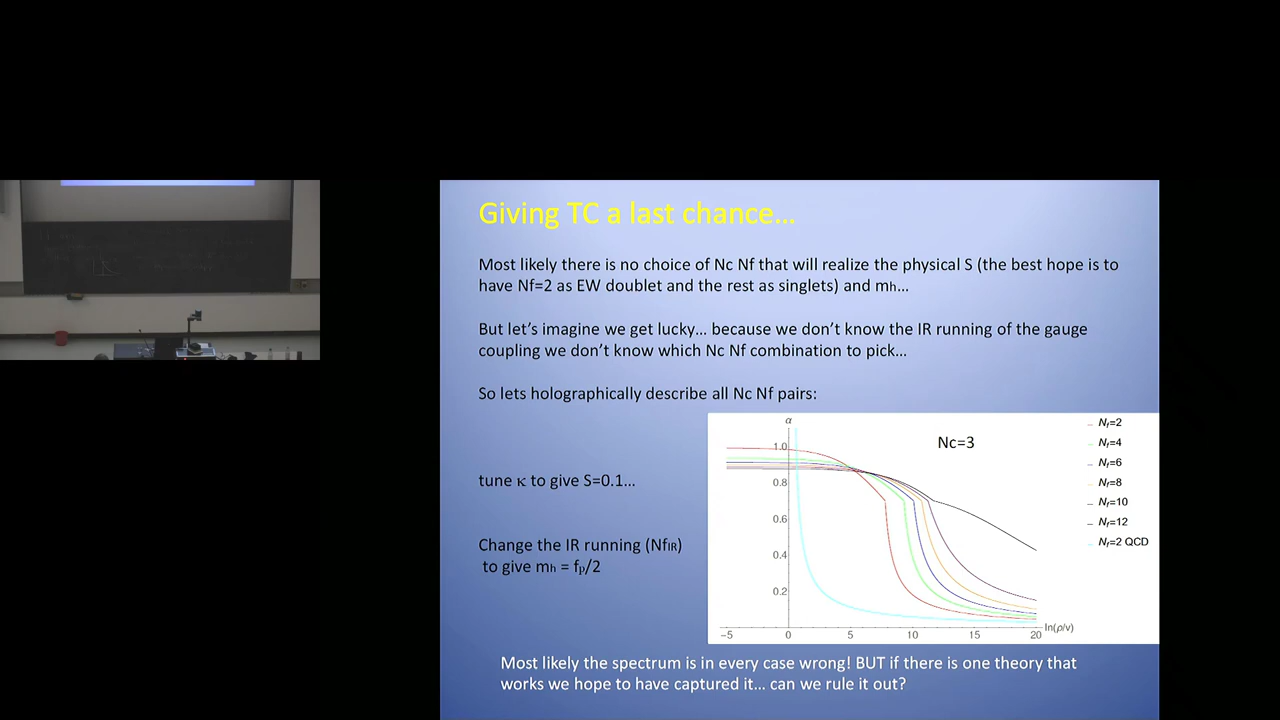 Giving TC a last chance…
Most likely there is no choice of Nc Nf that will realize the physical S (the best hope is to
have Nf=2 as EW doublet and the rest as singlets) and mh…
But let’s imagine we get lucky… because we don’t know the IR running of the gauge
coupling we don’t know which Nc Nf combination to pick…
So lets holographically describe all Nc Nf pairs:
tune κ to give S=0.1…
Change the IR running (NfIR)
to give mh = fp/2
α
Nc=3
1.0
0.8
0.6
0.4
0.2
−5 0 5 10 15 20
ln(ρ/v)
Nf=2
Nf=4
Nf=6
Nf=8
Nf=10
Nf=12
Nf=2 QCD
Most likely the spectrum is in every case wrong! BUT if there is one theory that
works we hope to have captured it… can we rule it out?